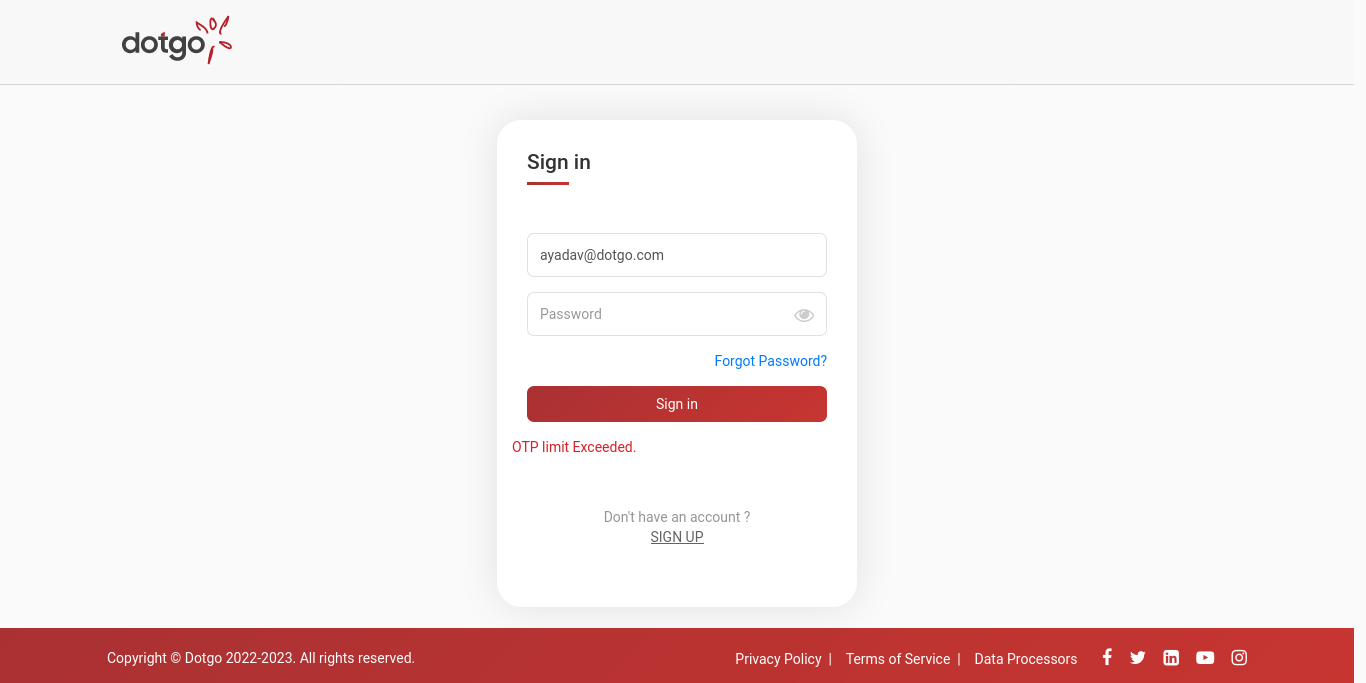 dotgo
Sign in
ayadav@dotgo.com
Password
Forgot Password?
Sign in
OTP limit Exceeded.
Don't have an account ?
SIGN UP
Copyright © Dotgo 2022-2023. All rights reserved.
Privacy Policy | Terms of Service | Data Processors